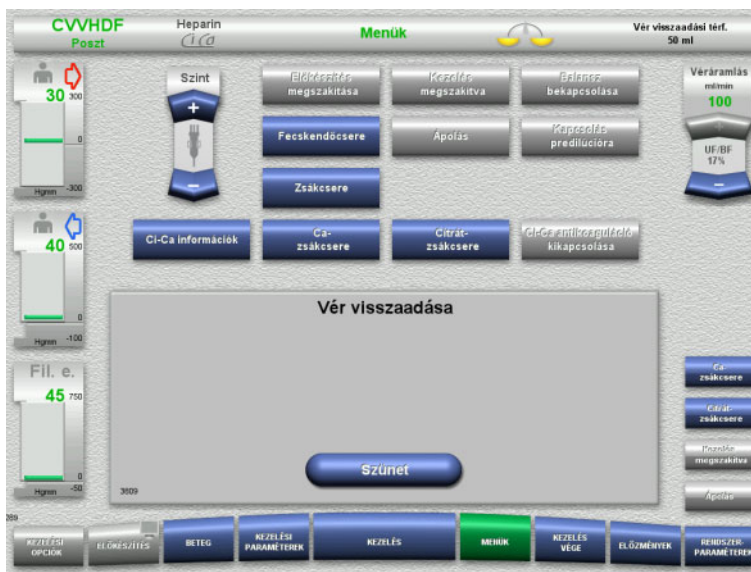 CVVHDF
Poszt
Heparin
Ci Ca
Menük
Vér visszaadási térf.
50 ml
30
300
0
Hgmm
-300
40
500
0
Hgmm
-100
Fil. e.
45
750
0
Hgmm
-50
Szint
+
−
Előkészítés
megszakítása
Kezelés
megszakítva
Balansz
bekapcsolása
Fecskendőcsere
Ápolás
Kapcsolás
predilúcióra
Zsákcsere
Ci-Ca információk
Ca-
zsákcsere
Citrát-
zsákcsere
Ci-Ca antikoaguláció
kikapcsolása
Véráramlás
ml/min
100
UF/BF
17%
−
Vér visszaadása
Szünet
3609
Ca-
zsákcsere
Citrát-
zsákcsere
Kezelés
megszakítva
Ápolás
KEZELÉSI
OPCIÓK
ELŐKÉSZÍTÉS
BETEG
KEZELÉSI
PARAMÉTEREK
KEZELÉS
MENÜK
KEZELÉS
VÉGE
ELŐZMÉNYEK
RENDSZER-
PARAMÉTEREK